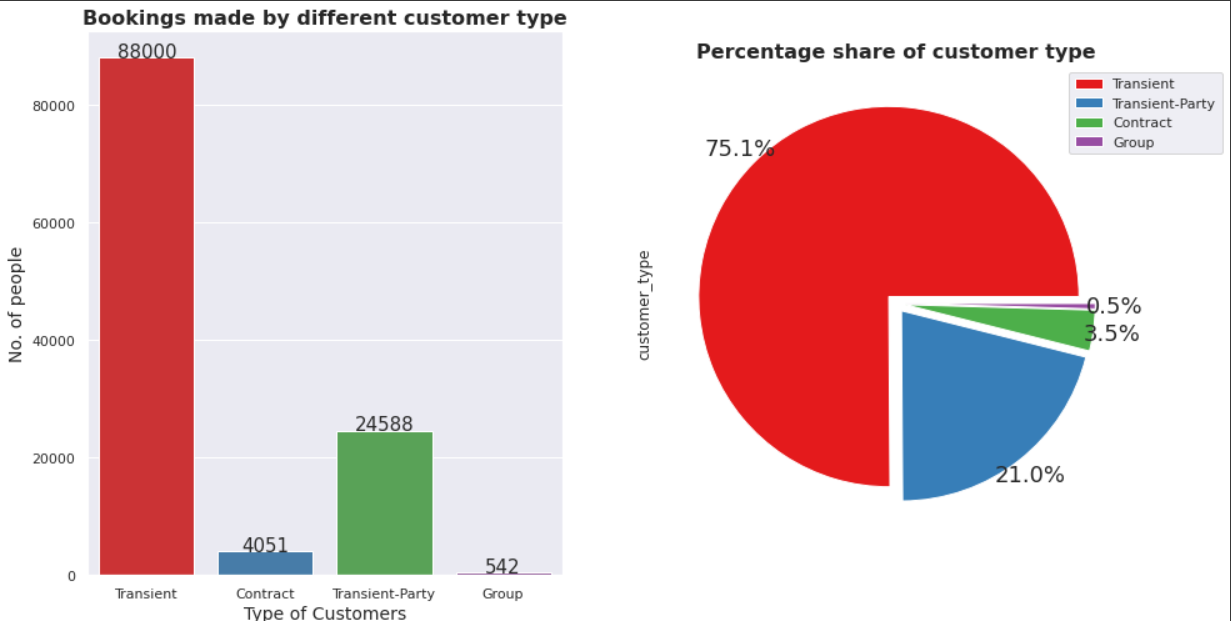 Bookings made by different customer type
88000
80000
60000
40000
20000
0
No. of people
4051
24588
542
Transient
Contract
Transient-Party
Group
Type of Customers
Percentage share of customer type
Transient
Transient-Party
Contract
Group
75.1%
0.5%
3.5%
21.0%
customer_type